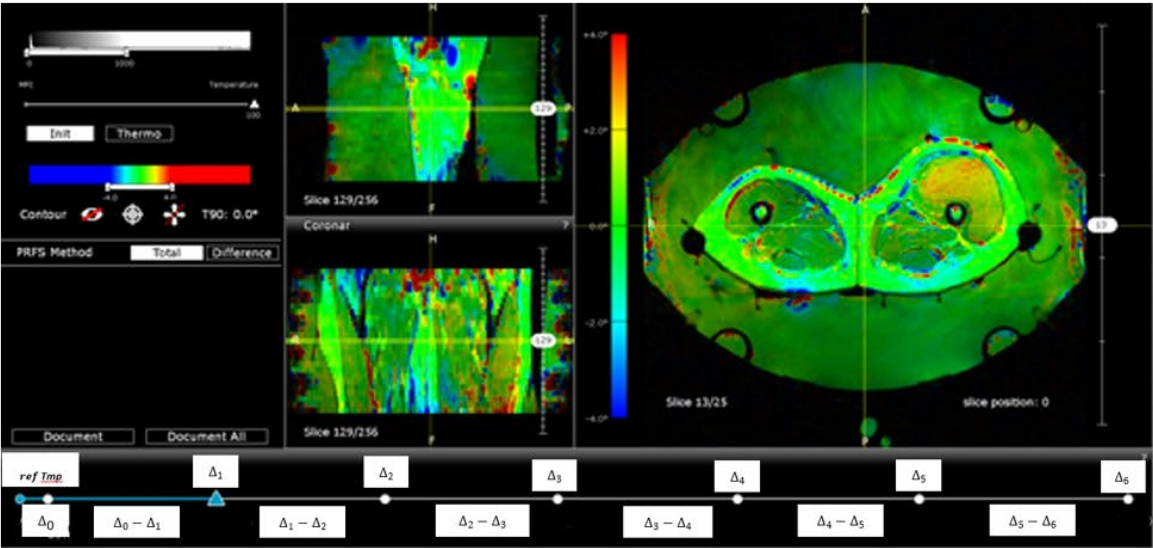 0
1000
MRI
Temperature
100
Init
Thermo
-4.0
4.0
Contour
T90: 0.0°
PRFS Method
Total
Difference
Document
Document All
H
A
129
P
Slice 129/256
F
Coronar
?
H
129
Slice 129/256
F
+4.0°
+2.0°
0.0°
-2.0°
-4.0°
A
13
Slice 13/25
slice position: 0
P
?
ref Tmp
Δ1
Δ2
Δ3
Δ4
Δ5
Δ6
Δ0
Δ0 − Δ1
Δ1 − Δ2
Δ2 − Δ3
Δ3 − Δ4
Δ4 − Δ5
Δ5 − Δ6